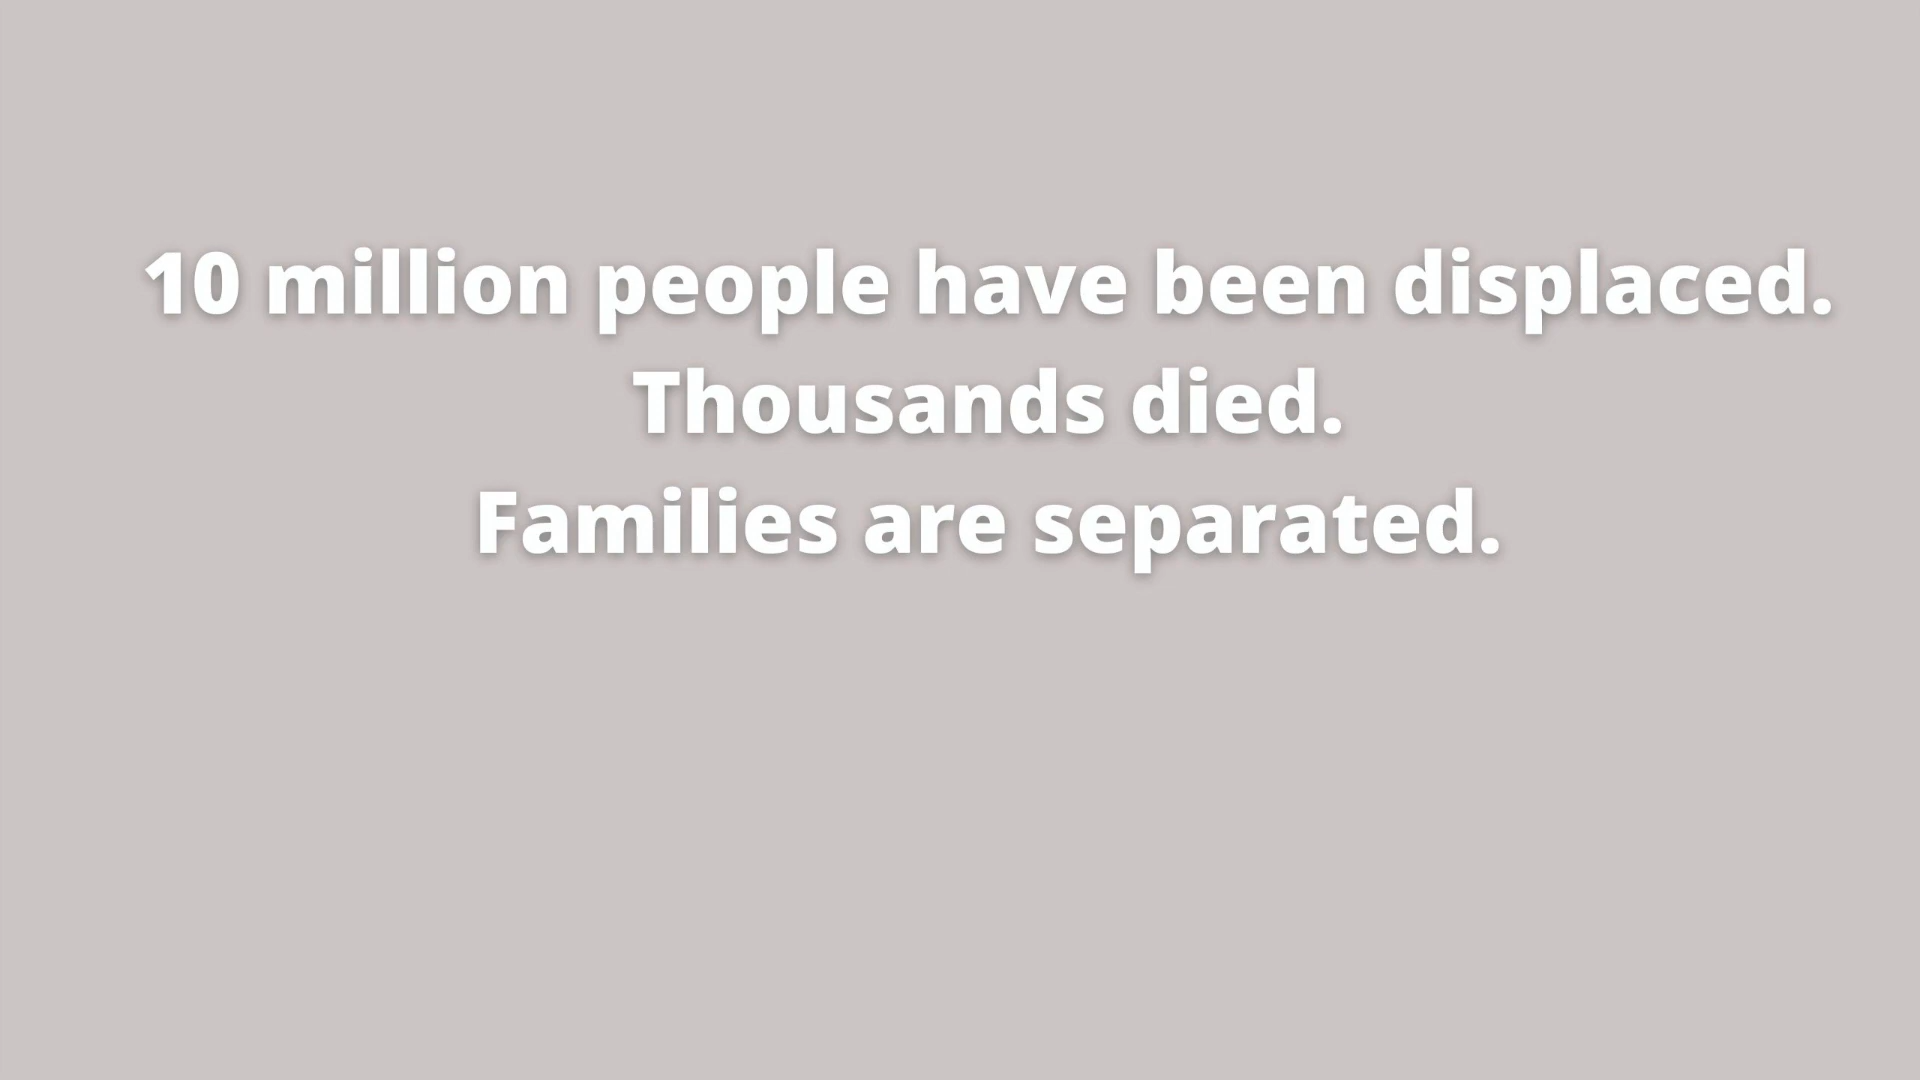 10 million people have been displaced.
Thousands died.
Families are separated.